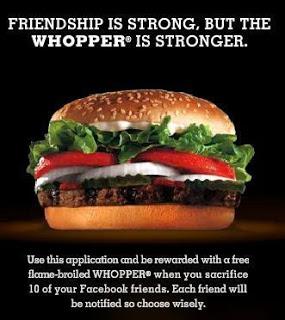 FRIENDSHIP IS STRONG, BUT THE
WHOPPER® IS STRONGER.
Use this application and be rewarded with a free
flame-broiled WHOPPER® when you sacrifice
10 of your Facebook friends. Each friend will
be notified so choose wisely.